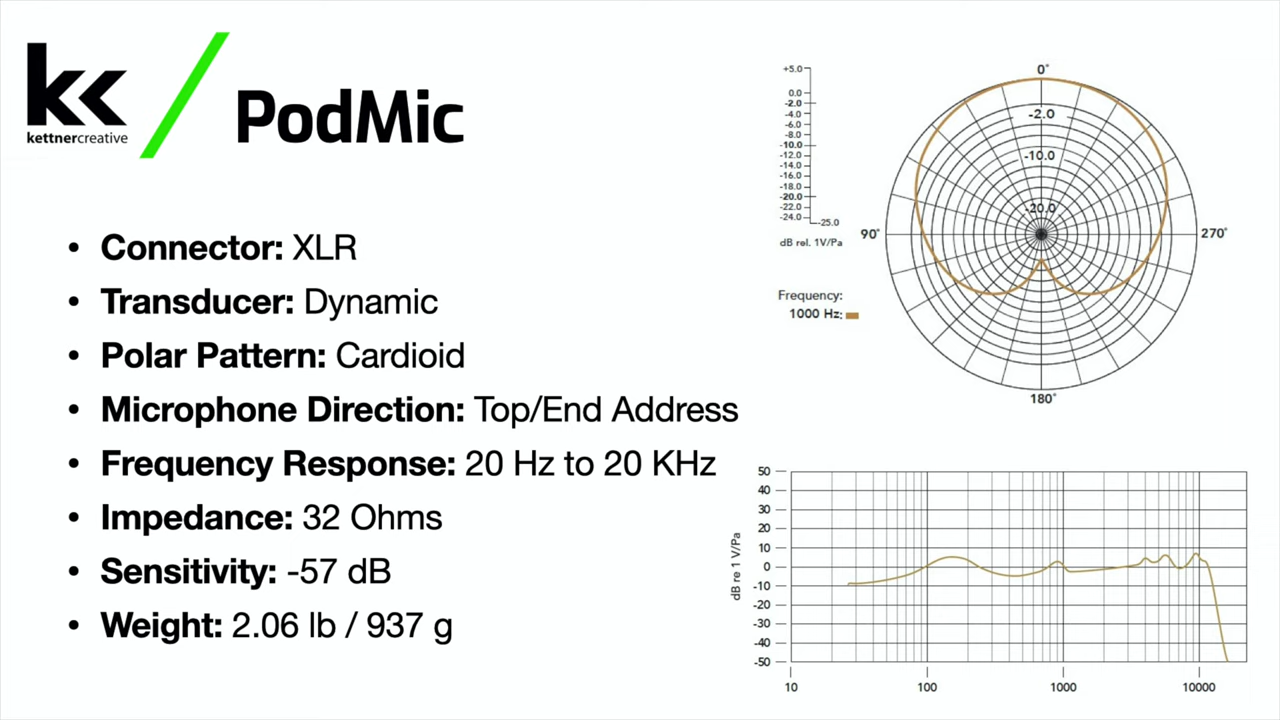 kk
kettnercreative
PodMic
• Connector: XLR
• Transducer: Dynamic
• Polar Pattern: Cardioid
• Microphone Direction: Top/End Address
• Frequency Response: 20 Hz to 20 KHz
• Impedance: 32 Ohms
• Sensitivity: -57 dB
• Weight: 2.06 lb / 937 g
+5.0
0.0
-2.0
-4.0
-6.0
-8.0
-10.0
-12.0
-14.0
-16.0
-18.0
-20.0
-22.0
-24.0
-25.0
dB rel. 1V/Pa
Frequency:
1000 Hz:
0°
-2.0
-10.0
-20.0
90°
270°
180°
50
40
30
20
10
0
-10
-20
-30
-40
-50
dB re 1 V/Pa
10
100
1000
10000